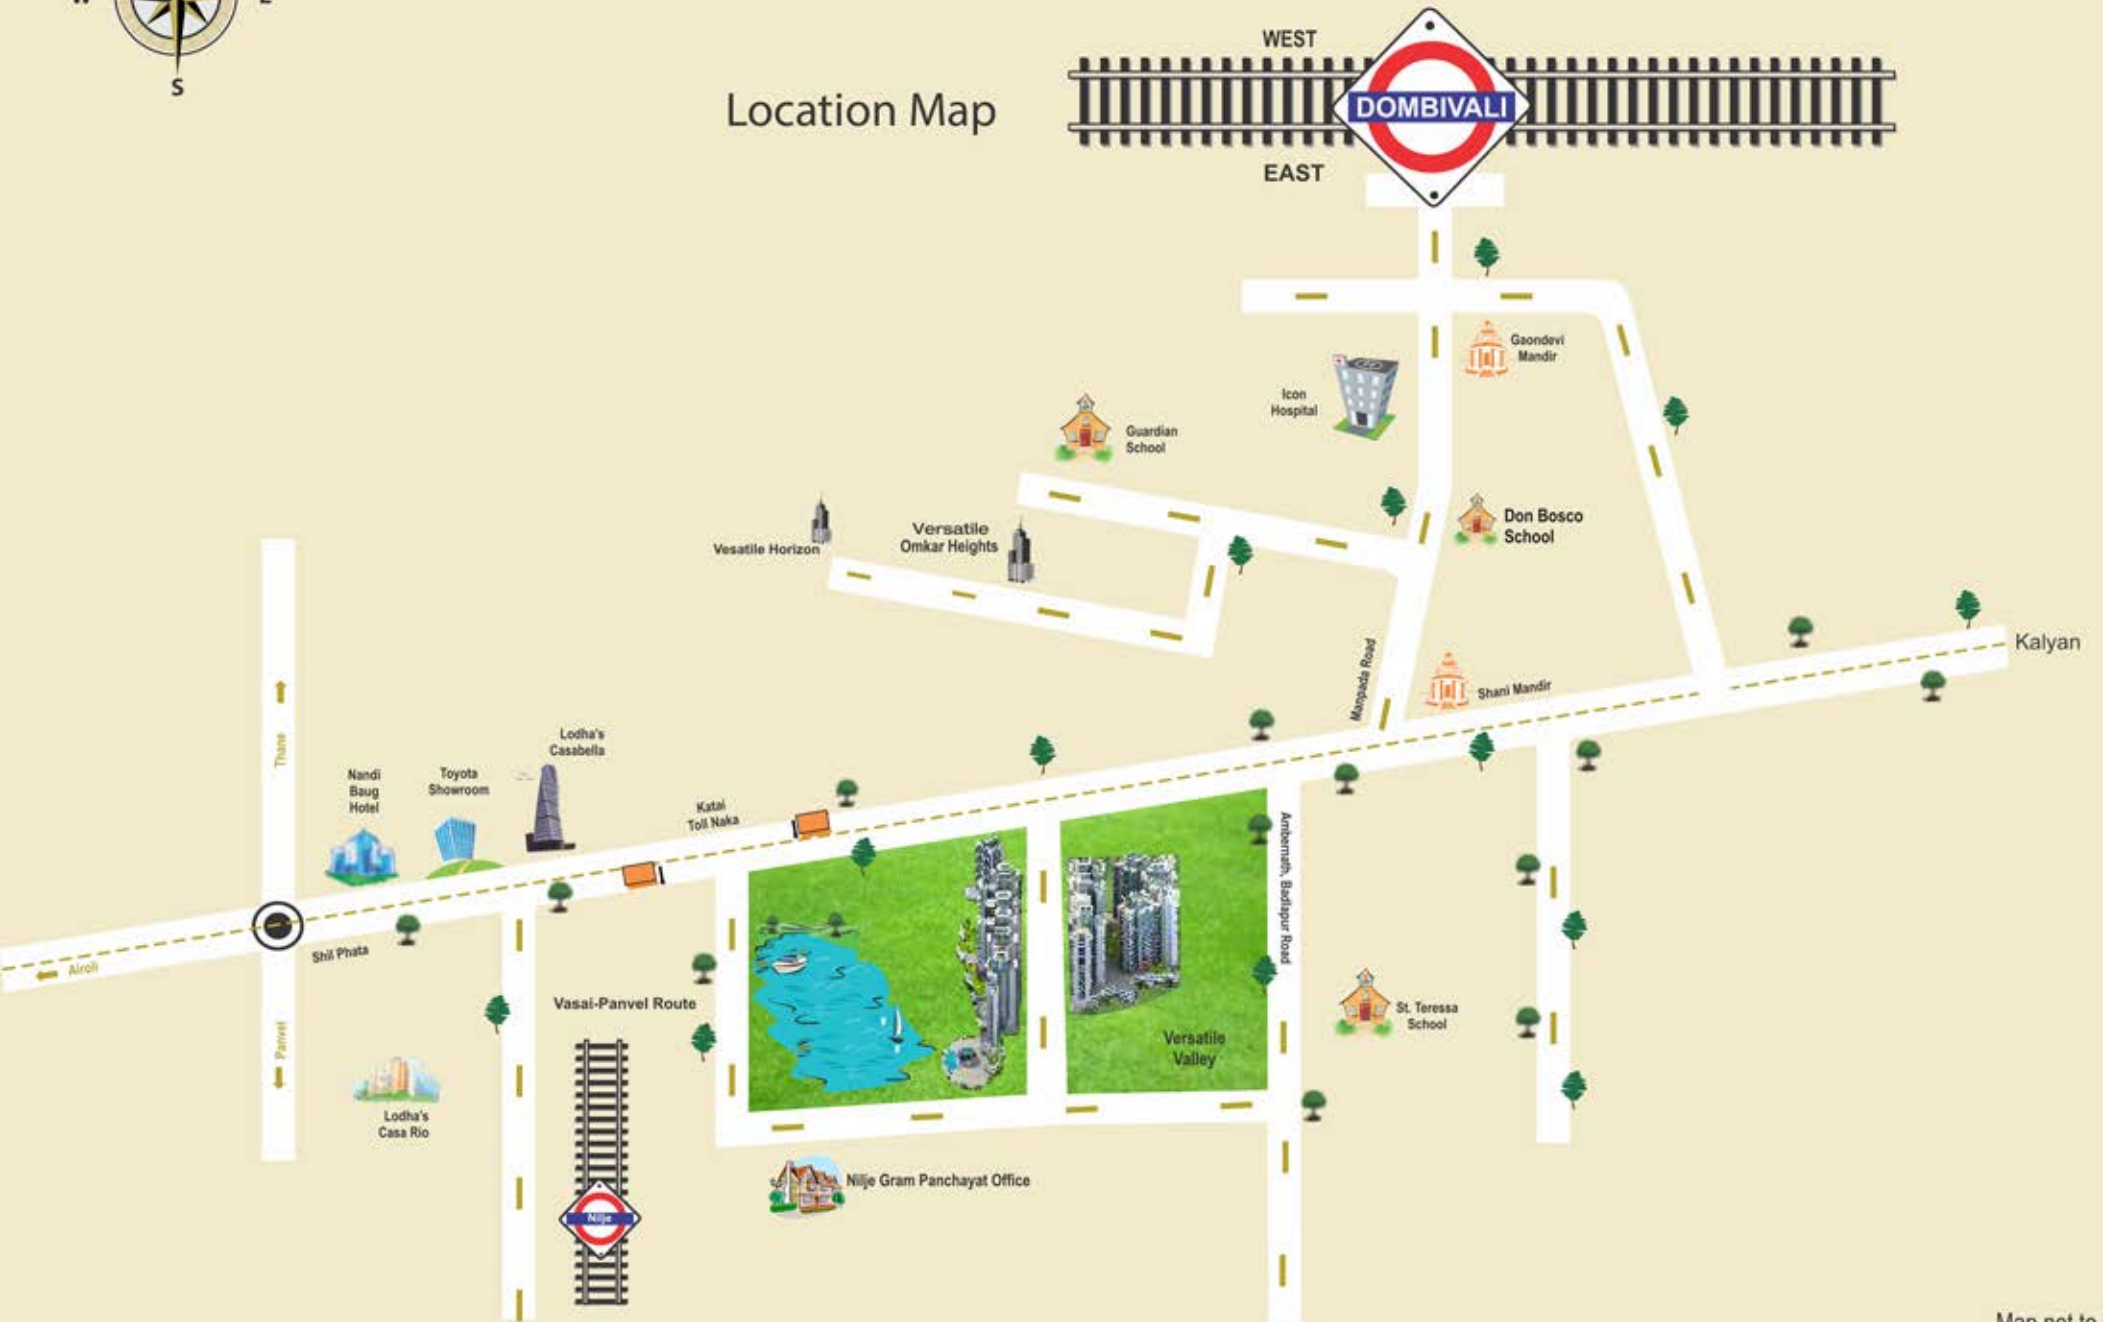 W
E
S
WEST
Location Map
DOMBIVALI
EAST
Gaondevi
Mandir
Icon
Hospital
Guardian
School
Don Bosco
School
Versatile
Omkar Heights
Vesatile Horizon
Kalyan
Manpada Road
Shani Mandir
Thane
Lodha's
Casabella
Nandi
Baug
Hotel
Toyota
Showroom
Katai
Toll Naka
Ambernath, Badlapur Road
Shil Phata
Airoli
Vasai-Panvel Route
St. Teressa
School
Versatile
Valley
Panvel
Lodha's
Casa Rio
Nilje Gram Panchayat Office
Nilje